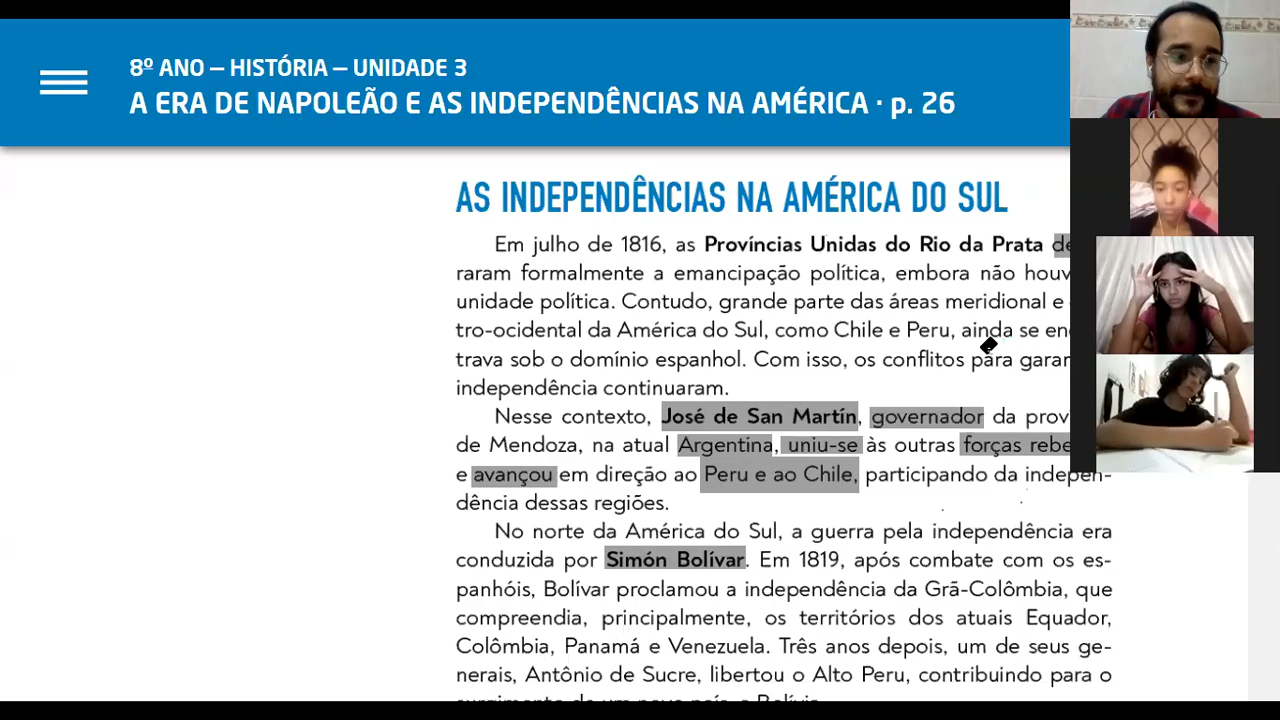 8º ANO – HISTÓRIA – UNIDADE 3
A ERA DE NAPOLEÃO E AS INDEPENDÊNCIAS NA AMÉRICA · p. 26
AS INDEPENDÊNCIAS NA AMÉRICA DO SUL
Em julho de 1816, as Províncias Unidas do Rio da Prata
raram formalmente a emancipação política, embora não
unidade política. Contudo, grande parte das áreas meridional e
tro-ocidental da América do Sul, como Chile e Peru, ainda se
trava sob o domínio espanhol. Com isso, os conflitos para
independência continuaram.
Nesse contexto, José de San Martín, governador da
de Mendoza, na atual Argentina, uniu-se às outras forças
e avançou em direção ao Peru e ao Chile, participando da indepen-
dência dessas regiões.
No norte da América do Sul, a guerra pela independência era
conduzida por Simón Bolívar. Em 1819, após combate com os es-
panhóis, Bolívar proclamou a independência da Grã-Colômbia, que
compreendia, principalmente, os territórios dos atuais Equador,
Colômbia, Panamá e Venezuela. Três anos depois, um de seus ge-
nerais, Antônio de Sucre, libertou o Alto Peru, contribuindo para o